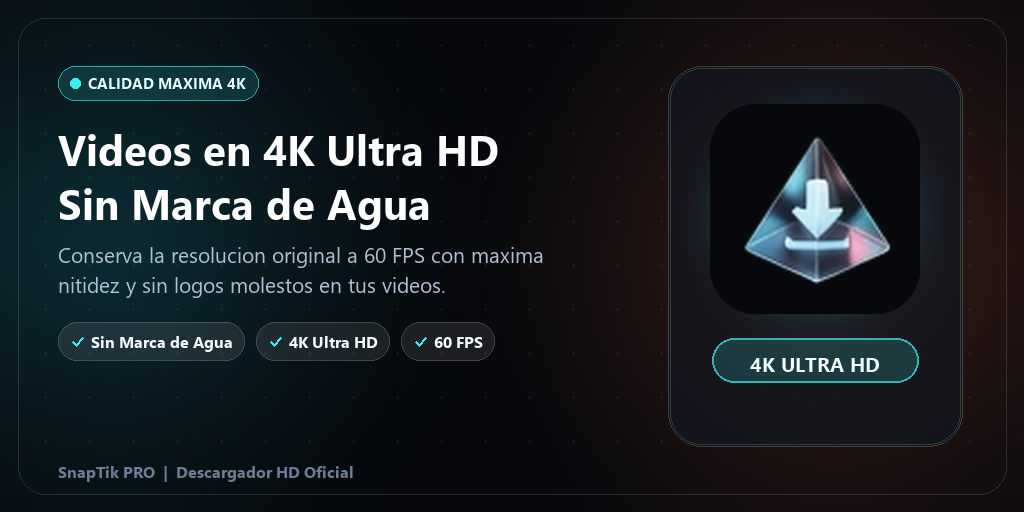 CALIDAD MAXIMA 4K
Videos en 4K Ultra HD
Sin Marca de Agua
Conserva la resolucion original a 60 FPS con maxima
nitidez y sin logos molestos en tus videos.
Sin Marca de Agua
4K Ultra HD
60 FPS
4K ULTRA HD
SnapTik PRO | Descargador HD Oficial